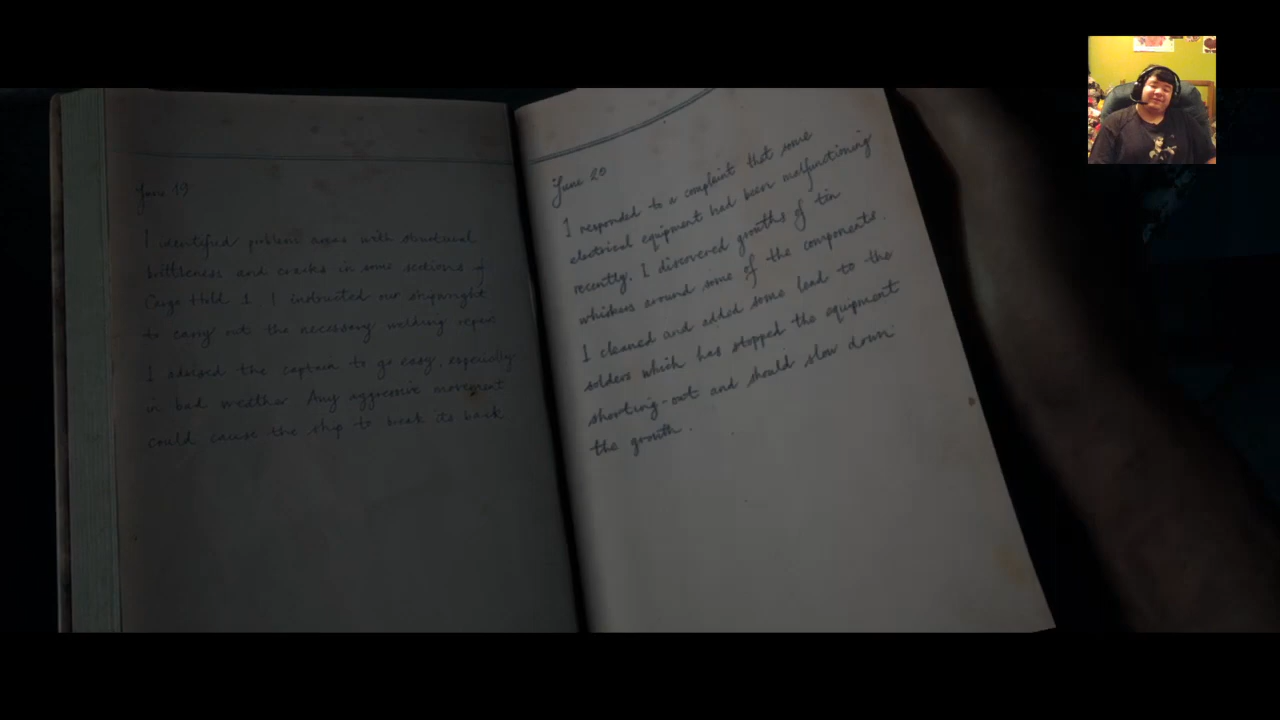 June 19
I identified problem areas with structural
brittleness and cracks in some sections of
Cargo Hold 1. I instructed our shipwright
to carry out the necessary welding repair
I advised the captain to go easy, especially
in bad weather. Any aggressive movement
could cause the ship to break its back
June 20
I responded to a complaint that some
electrical equipment had been malfunctioning
recently. I discovered growths of tin
whiskers around some of the components.
I cleaned and added some lead to the
solders which has stopped the equipment
shorting-out and should slow down
the growth.